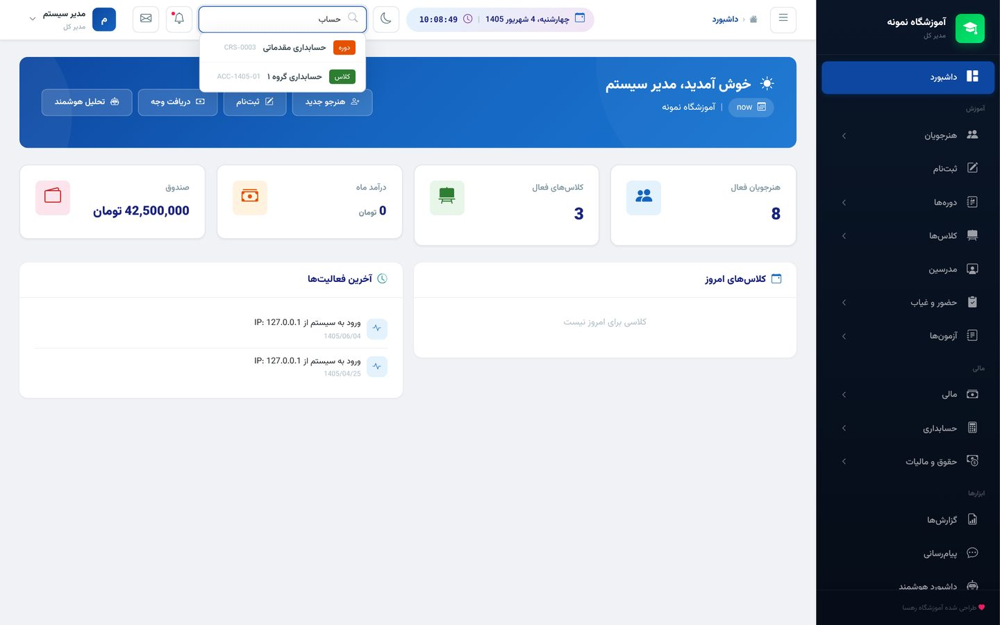 آموزشگاه نمونه
مدیر کل
داشبورد
آموزش
هنرجویان
ثبت‌نام
دوره‌ها
کلاس‌ها
مدرسین
حضور و غیاب
آزمون‌ها
مالی
مالی
حسابداری
حقوق و مالیات
ابزارها
گزارش‌ها
پیام‌رسانی
داشبورد هوشمند
طراحی شده آموزشگاه رهسا
داشبورد
چهارشنبه، 4 شهریور 1405 | 10:08:49
حساب
م
مدیر سیستم
مدیر کل
دوره حسابداری مقدماتی CRS-0003
کلاس حسابداری گروه ۱ ACC-1405-01
خوش آمدید، مدیر سیستم
now | آموزشگاه نمونه
هنرجو جدید
ثبت‌نام
دریافت وجه
تحلیل هوشمند
هنرجویان فعال
8
کلاس‌های فعال
3
درآمد ماه
0 تومان
صندوق
42,500,000 تومان
کلاس‌های امروز
کلاسی برای امروز نیست
آخرین فعالیت‌ها
ورود به سیستم از IP: 127.0.0.1
1405/06/04
ورود به سیستم از IP: 127.0.0.1
1405/04/25